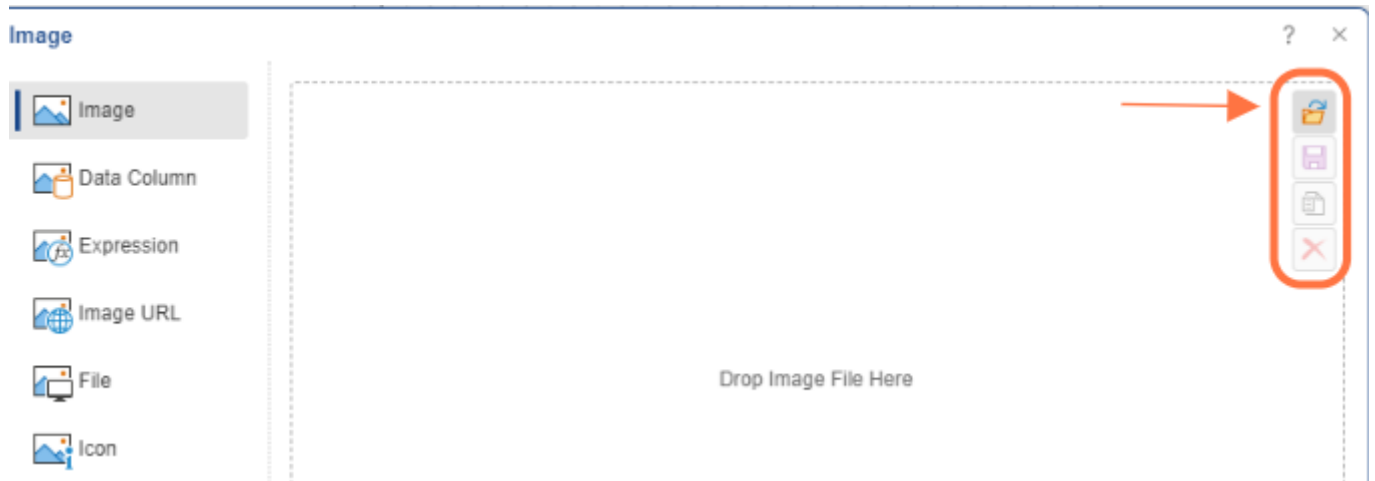 Image
? ×
Image
Data Column
Expression
Image URL
File
Drop Image File Here
Icon